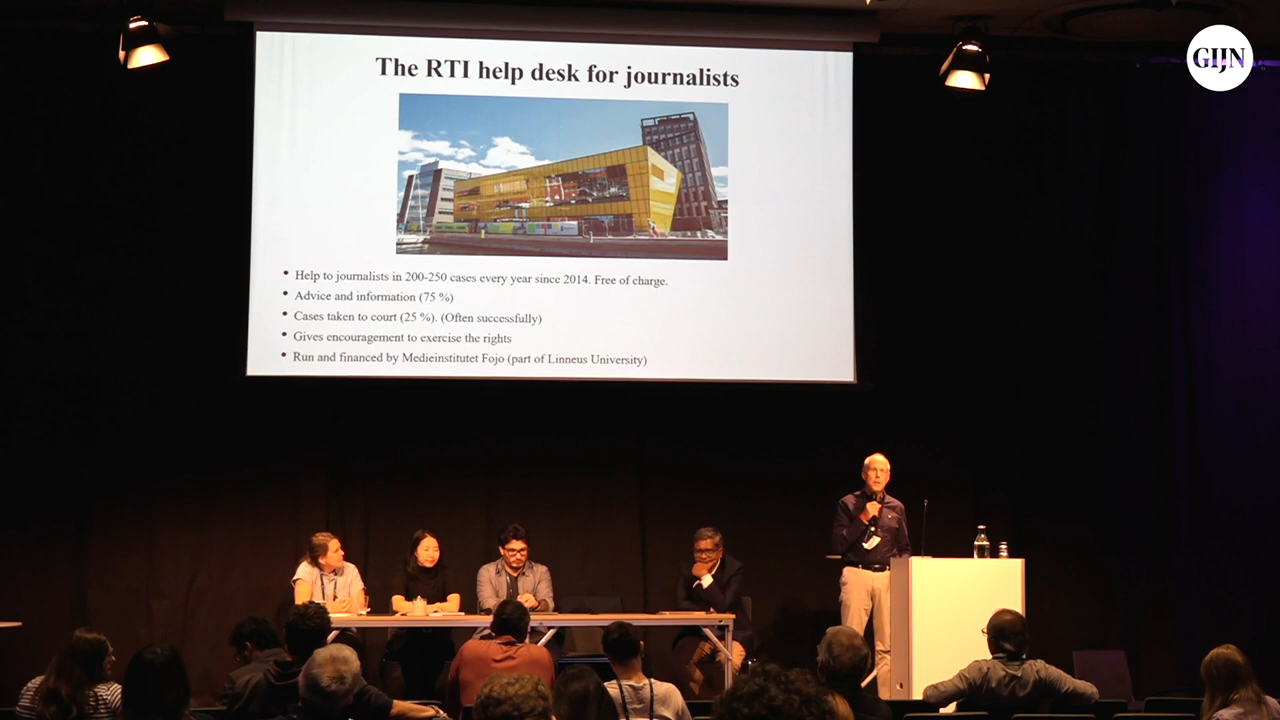 GIJN
The RTI help desk for journalists
• Help to journalists in 200-250 cases every year since 2014. Free of charge.
• Advice and information (75 %)
• Cases taken to court (25 %). (Often successfully)
• Gives encouragement to exercise the rights
• Run and financed by Medieinstitutet Fojo (part of Linneus University)